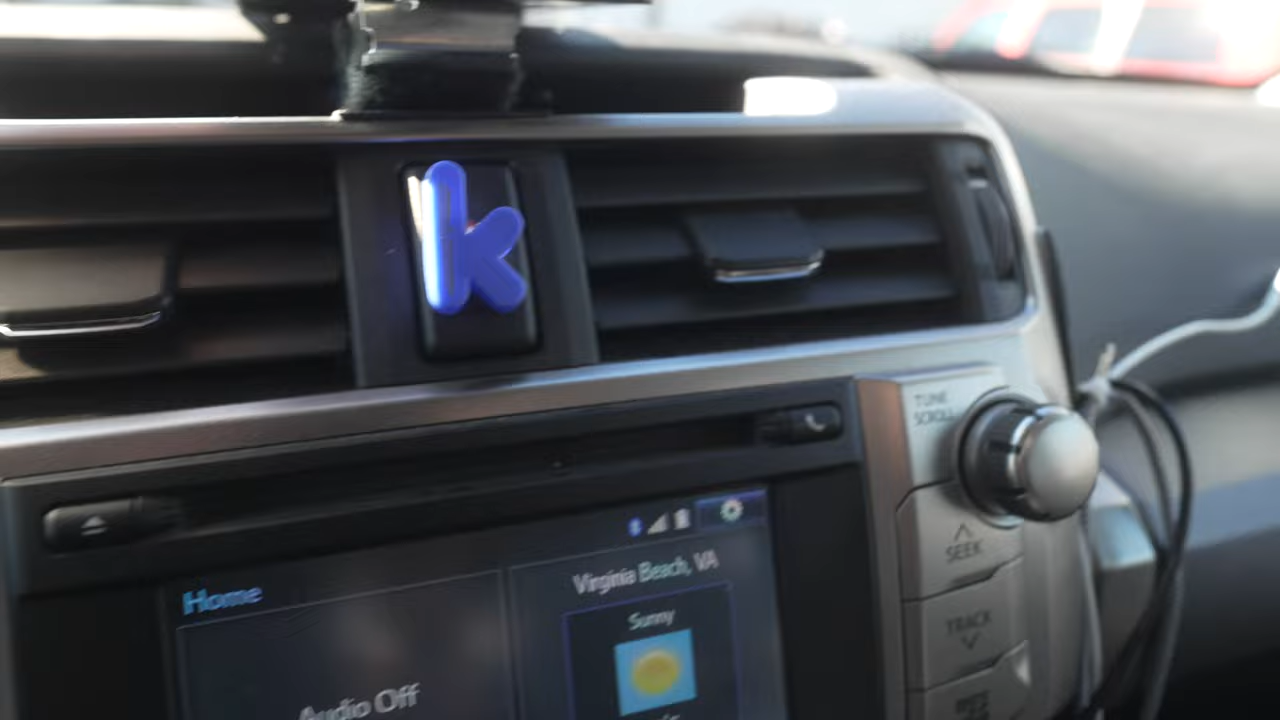 k
TUNE
SCROLL
SEEK
TRACK
Home
Virginia Beach, VA
Sunny
Audio Off